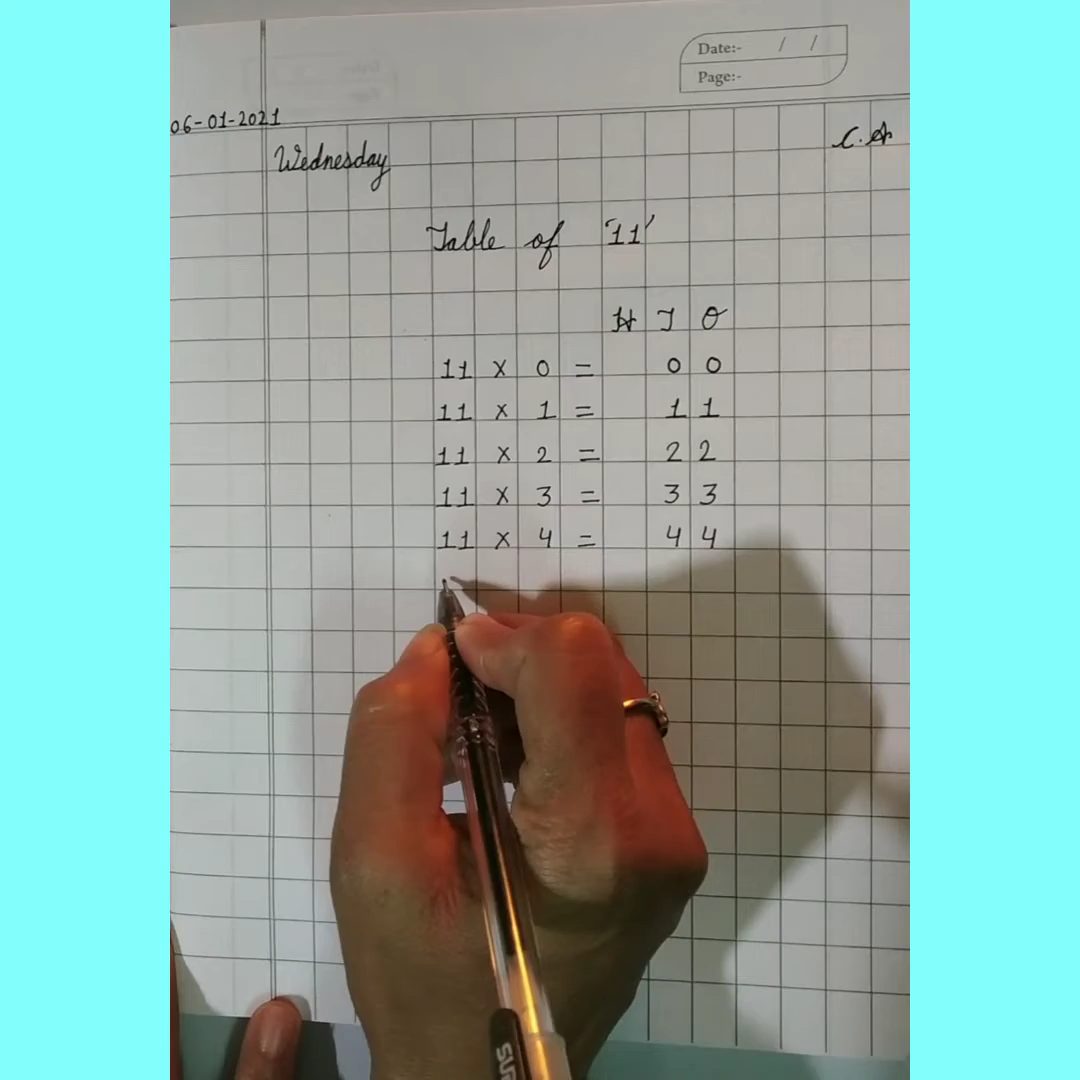 Date:- / /
Page:-
06-01-2021
Wednesday
Table of '11'
H T O
11 x 0 = 0 0
11 x 1 = 1 1
11 x 2 = 2 2
11 x 3 = 3 3
11 x 4 = 4 4